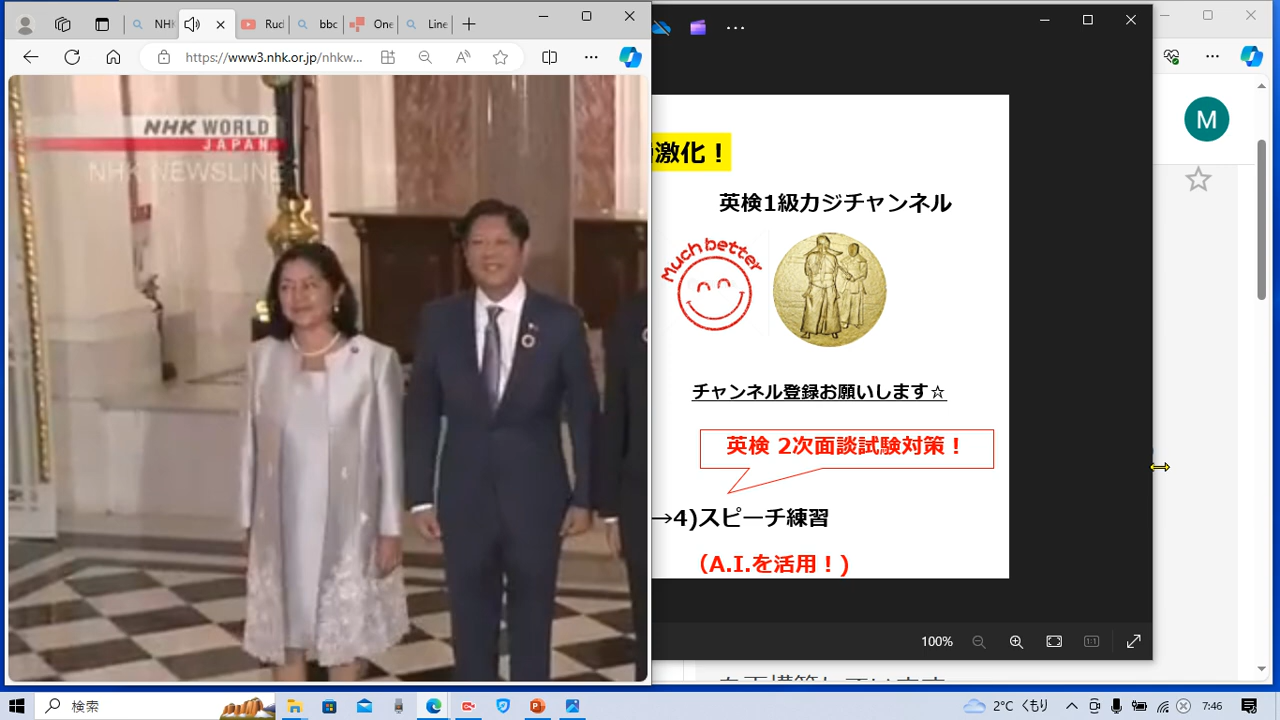 NHK
Rud
bbc
One
Line
https://www3.nhk.or.jp/nhkw...
NHK WORLD
JAPAN
NHK NEWSLINE
激化！
英検1級カジチャンネル
Much better
チャンネル登録お願いします☆
英検 2次面談試験対策！
→4)スピーチ練習
（A.I.を活用！)
100%
1:1
M
検索
2°C くもり
7:46